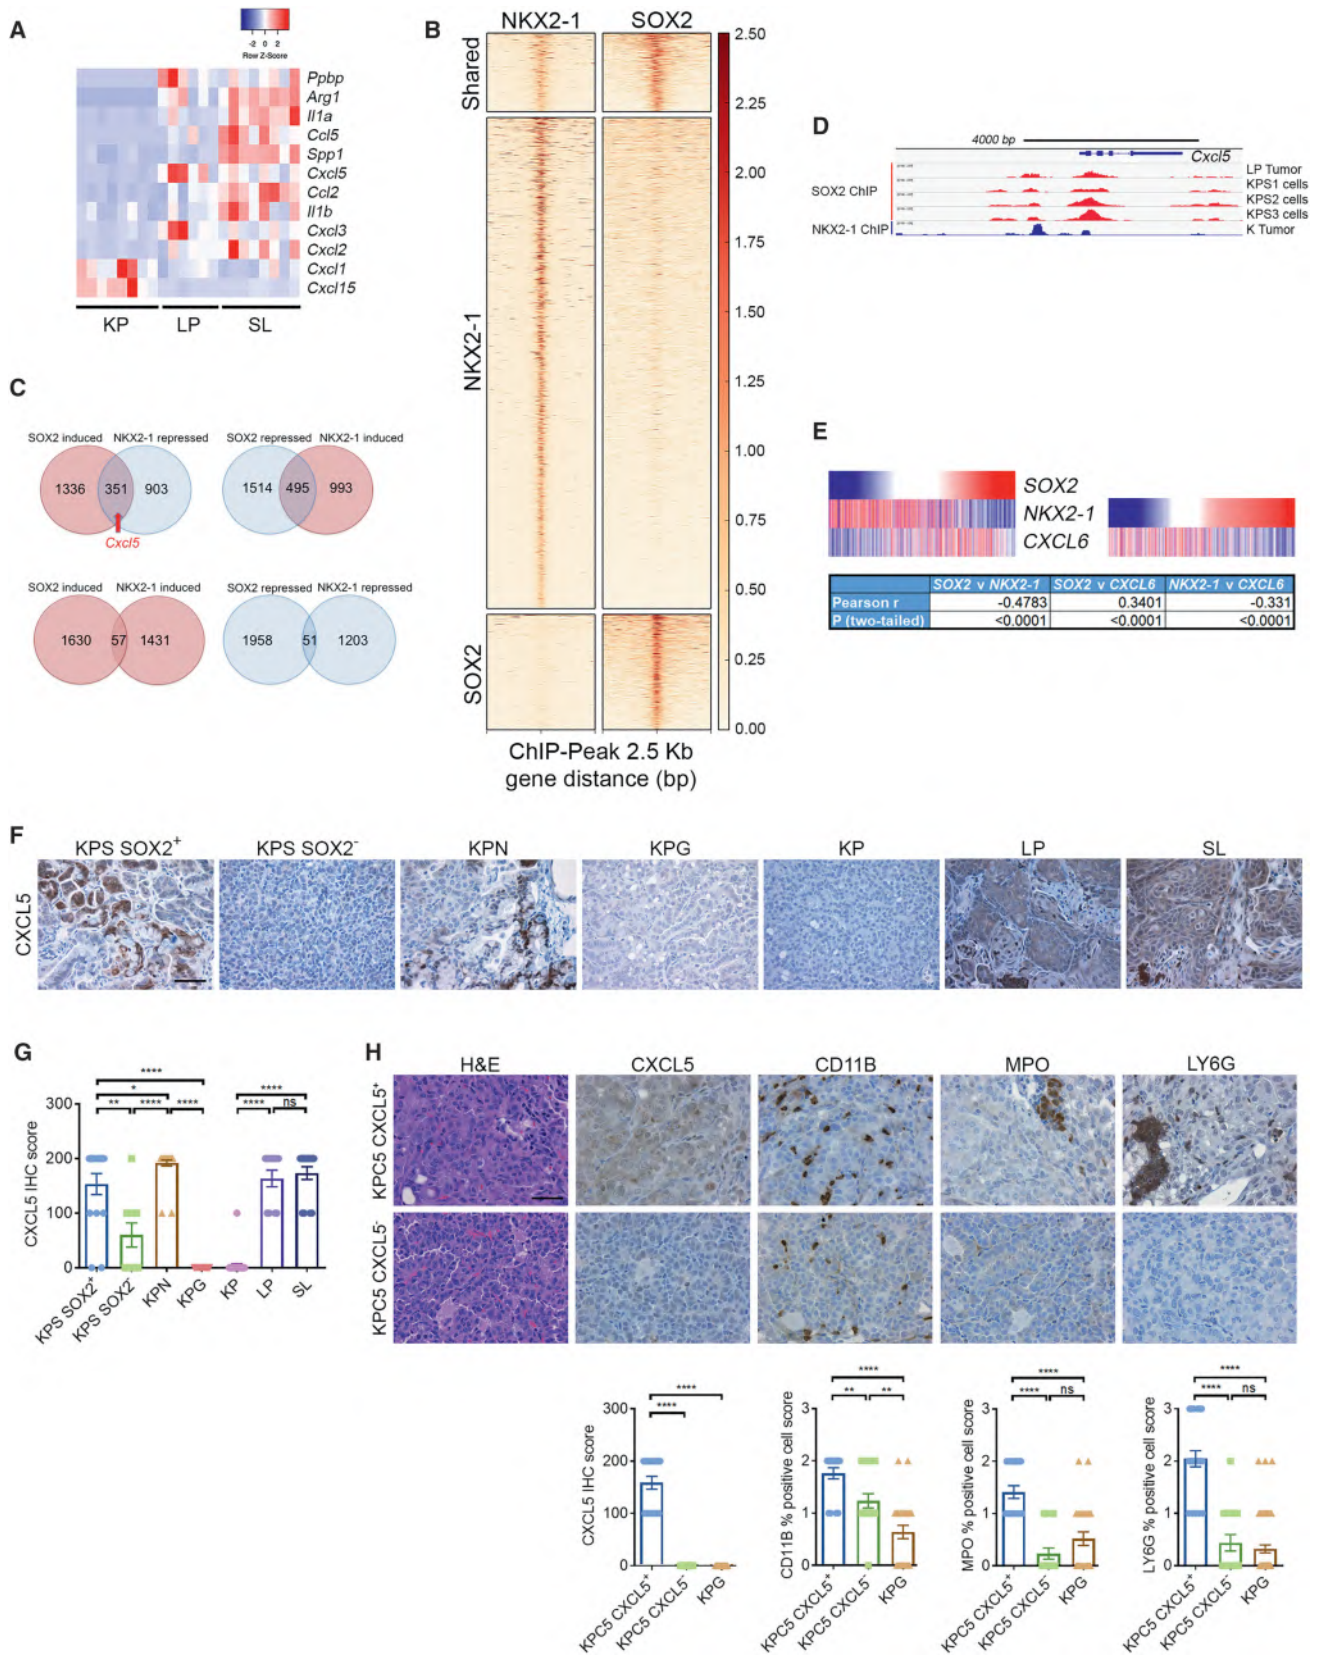 A
-2 0 2
Row Z-Score
Ppbp
Arg1
Il1a
Ccl5
Spp1
Cxcl5
Ccl2
Il1b
Cxcl3
Cxcl2
Cxcl1
Cxcl15
KP LP SL
B
NKX2-1 SOX2
Shared
NKX2-1
SOX2
2.50
2.25
2.00
1.75
1.50
1.25
1.00
0.75
0.50
0.25
0.00
ChIP-Peak 2.5 Kb
gene distance (bp)
C
SOX2 induced NKX2-1 repressed
1336 351 903
Cxcl5
SOX2 repressed NKX2-1 induced
1514 495 993
SOX2 induced NKX2-1 induced
1630 57 1431
SOX2 repressed NKX2-1 repressed
1958 51 1203
D
4000 bp
Cxcl5
SOX2 ChIP
NKX2-1 ChIP
LP Tumor
KPS1 cells
KPS2 cells
KPS3 cells
K Tumor
E
SOX2
NKX2-1
CXCL6
SOX2 v NKX2-1 SOX2 v CXCL6 NKX2-1 v CXCL6
Pearson r -0.4783 0.3401 -0.331
P (two-tailed) <0.0001 <0.0001 <0.0001
F
KPS SOX2+ KPS SOX2- KPN KPG KP LP SL
CXCL5
G
****
*
** **** ****
****
**** ns
CXCL5 IHC score
300
200
100
0
KPS SOX2+ KPS SOX2- KPN KPG KP LP SL
H
H&E CXCL5 CD11B MPO LY6G
KPC5 CXCL5+
KPC5 CXCL5-
CXCL5 IHC score
300
200
100
0
****
****
KPC5 CXCL5+ KPC5 CXCL5- KPG
CD11B % positive cell score
3
2
1
0
****
** **
KPC5 CXCL5+ KPC5 CXCL5- KPG
MPO % positive cell score
3
2
1
0
****
**** ns
KPC5 CXCL5+ KPC5 CXCL5- KPG
LY6G % positive cell score
3
2
1
0
****
**** ns
KPC5 CXCL5+ KPC5 CXCL5- KPG